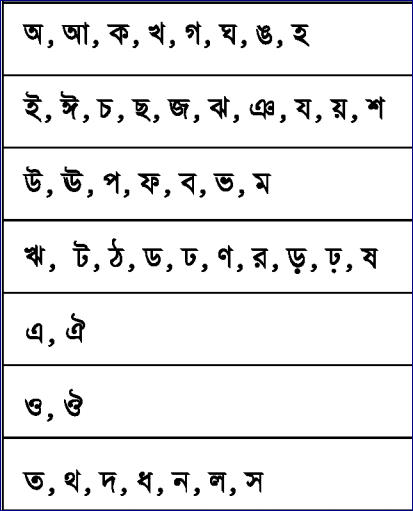 অ, আ, ক, খ, গ, ঘ, ঙ, হ
ই, ঈ, চ, ছ, জ, ঝ, ঞ, য, য়, শ
উ, ঊ, প, ফ, ব, ভ, ম
ঋ, ট, ঠ, ড, ঢ, ণ, র, ড়, ঢ়, ষ
এ, ঐ
ও, ঔ
ত, থ, দ, ধ, ন, ল, স